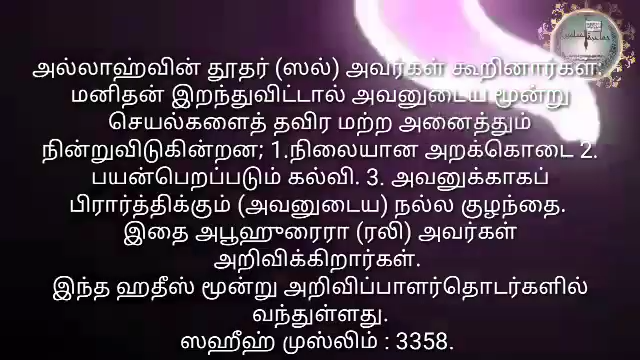 அல்லாஹ்வின் தூதர் (ஸல்) அவர்கள் கூறினார்கள்:
மனிதன் இறந்துவிட்டால் அவனுடைய மூன்று
செயல்களைத் தவிர மற்ற அனைத்தும்
நின்றுவிடுகின்றன; 1.நிலையான அறக்கொடை 2.
பயன்பெறப்படும் கல்வி. 3. அவனுக்காகப்
பிரார்த்திக்கும் (அவனுடைய) நல்ல குழந்தை.
இதை அபூஹுரைரா (ரலி) அவர்கள்
அறிவிக்கிறார்கள்.
இந்த ஹதீஸ் மூன்று அறிவிப்பாளர்தொடர்களில்
வந்துள்ளது.
ஸஹீஹ் முஸ்லிம் : 3358.